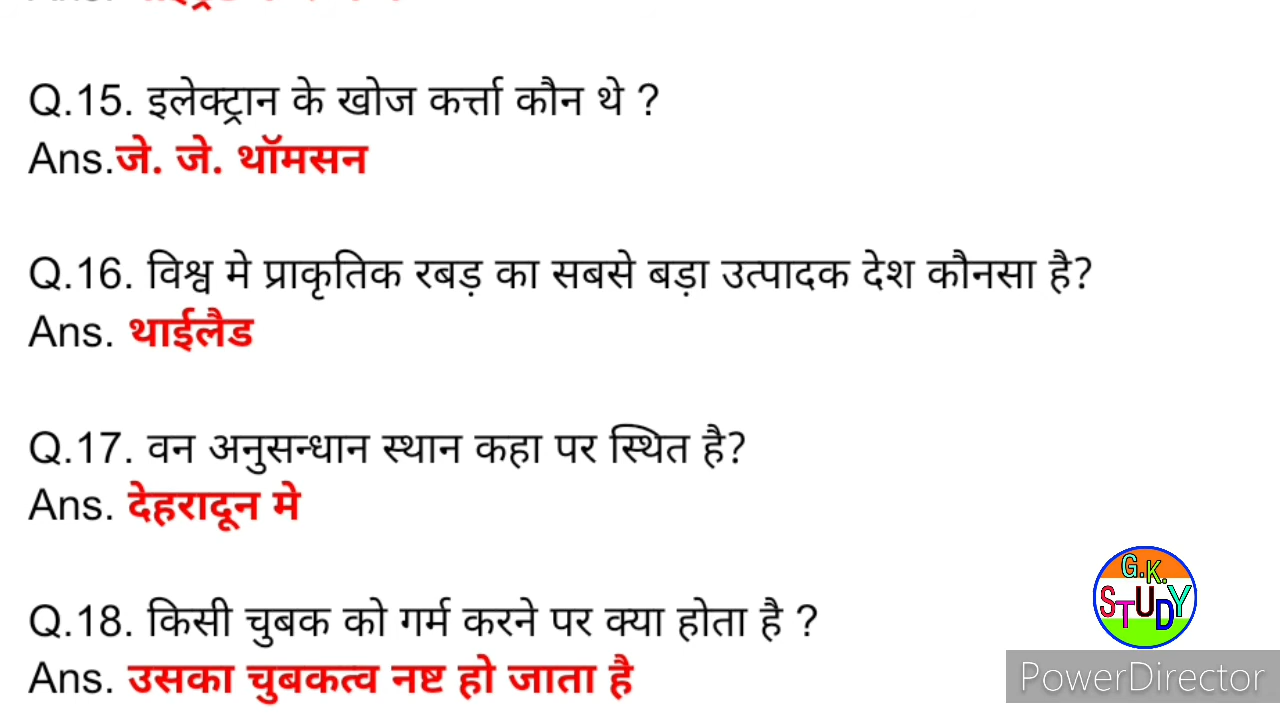 Q.15. इलेक्ट्रान के खोज कर्त्ता कौन थे ?
Ans.जे. जे. थॉमसन
Q.16. विश्व मे प्राकृतिक रबड़ का सबसे बड़ा उत्पादक देश कौनसा है?
Ans. थाईलैड
Q.17. वन अनुसन्धान स्थान कहा पर स्थित है?
Ans. देहरादून मे
Q.18. किसी चुबक को गर्म करने पर क्या होता है ?
Ans. उसका चुबकत्व नष्ट हो जाता है
G.K.
STUDY
PowerDirector